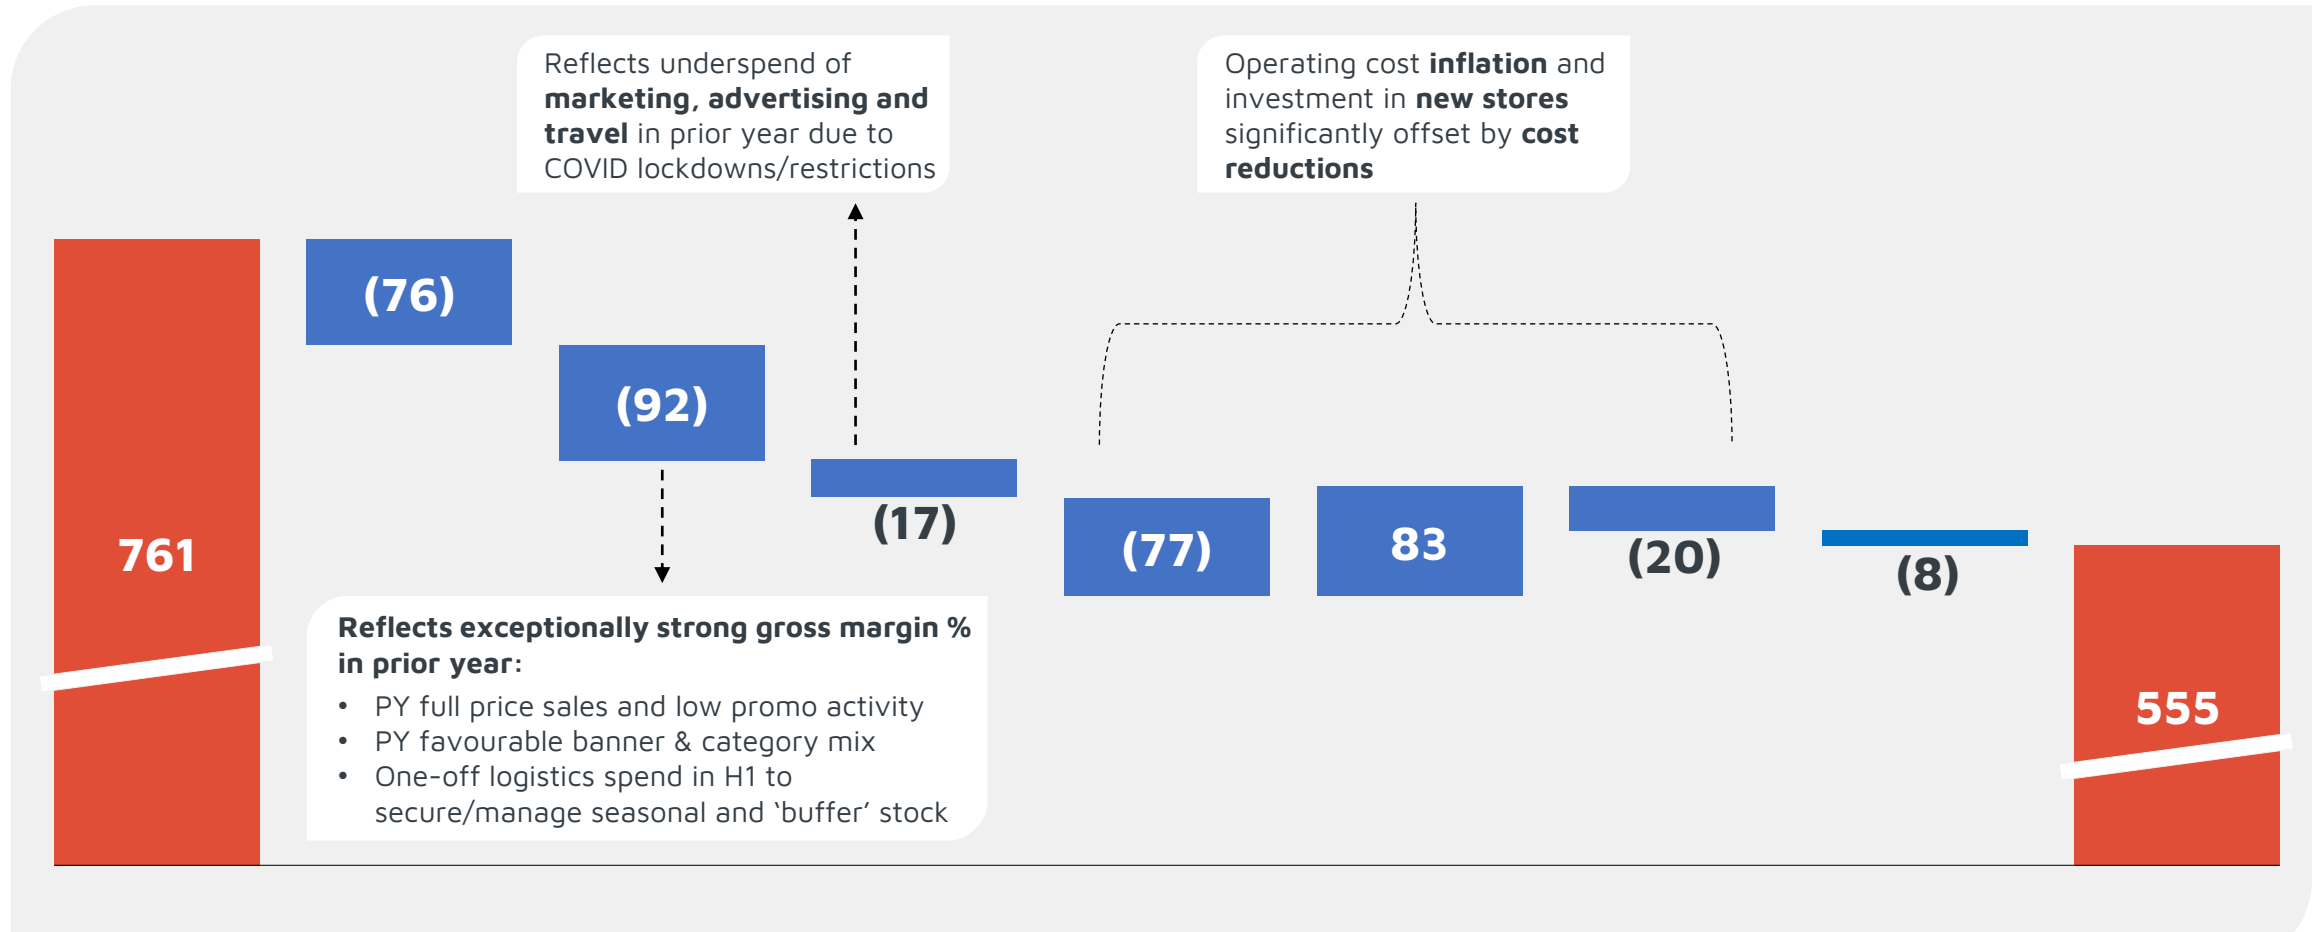 Reflects underspend of
marketing, advertising and
travel in prior year due to
COVID lockdowns/restrictions
Operating cost inflation and
investment in new stores
significantly offset by cost
reductions
761
(76)
(92)
(17)
(77)
83
(20)
(8)
555
Reflects exceptionally strong gross margin %
in prior year:
• PY full price sales and low promo activity
• PY favourable banner & category mix
• One-off logistics spend in H1 to
secure/manage seasonal and ‘buffer’ stock